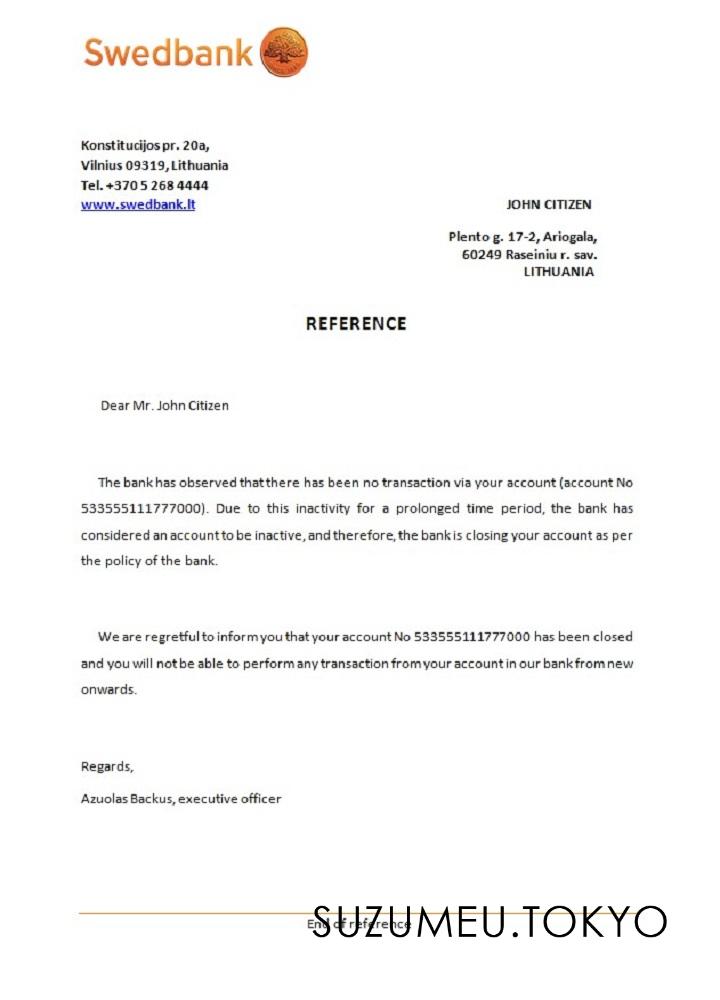 Swedbank
Konstitucijos pr. 20a,
Vilnius 09319, Lithuania
Tel. +370 5 268 4444
www.swedbank.lt
JOHN CITIZEN
Plento g. 17-2, Ariogala,
60249 Raseiniu r. sav.
LITHUANIA
REFERENCE
Dear Mr. John Citizen
The bank has observed that there has been no transaction via your account (account No
533555111777000). Due to this inactivity for a prolonged time period, the bank has
considered an account to be inactive, and therefore, the bank is closing your account as per
the policy of the bank.
We are regretful to inform you that your account No 533555111777000 has been closed
and you will not be able to perform any transaction from your account in our bank from new
onwards.
Regards,
Azuolas Backus, executive officer
End of reference
SUZUMEU.TOKYO